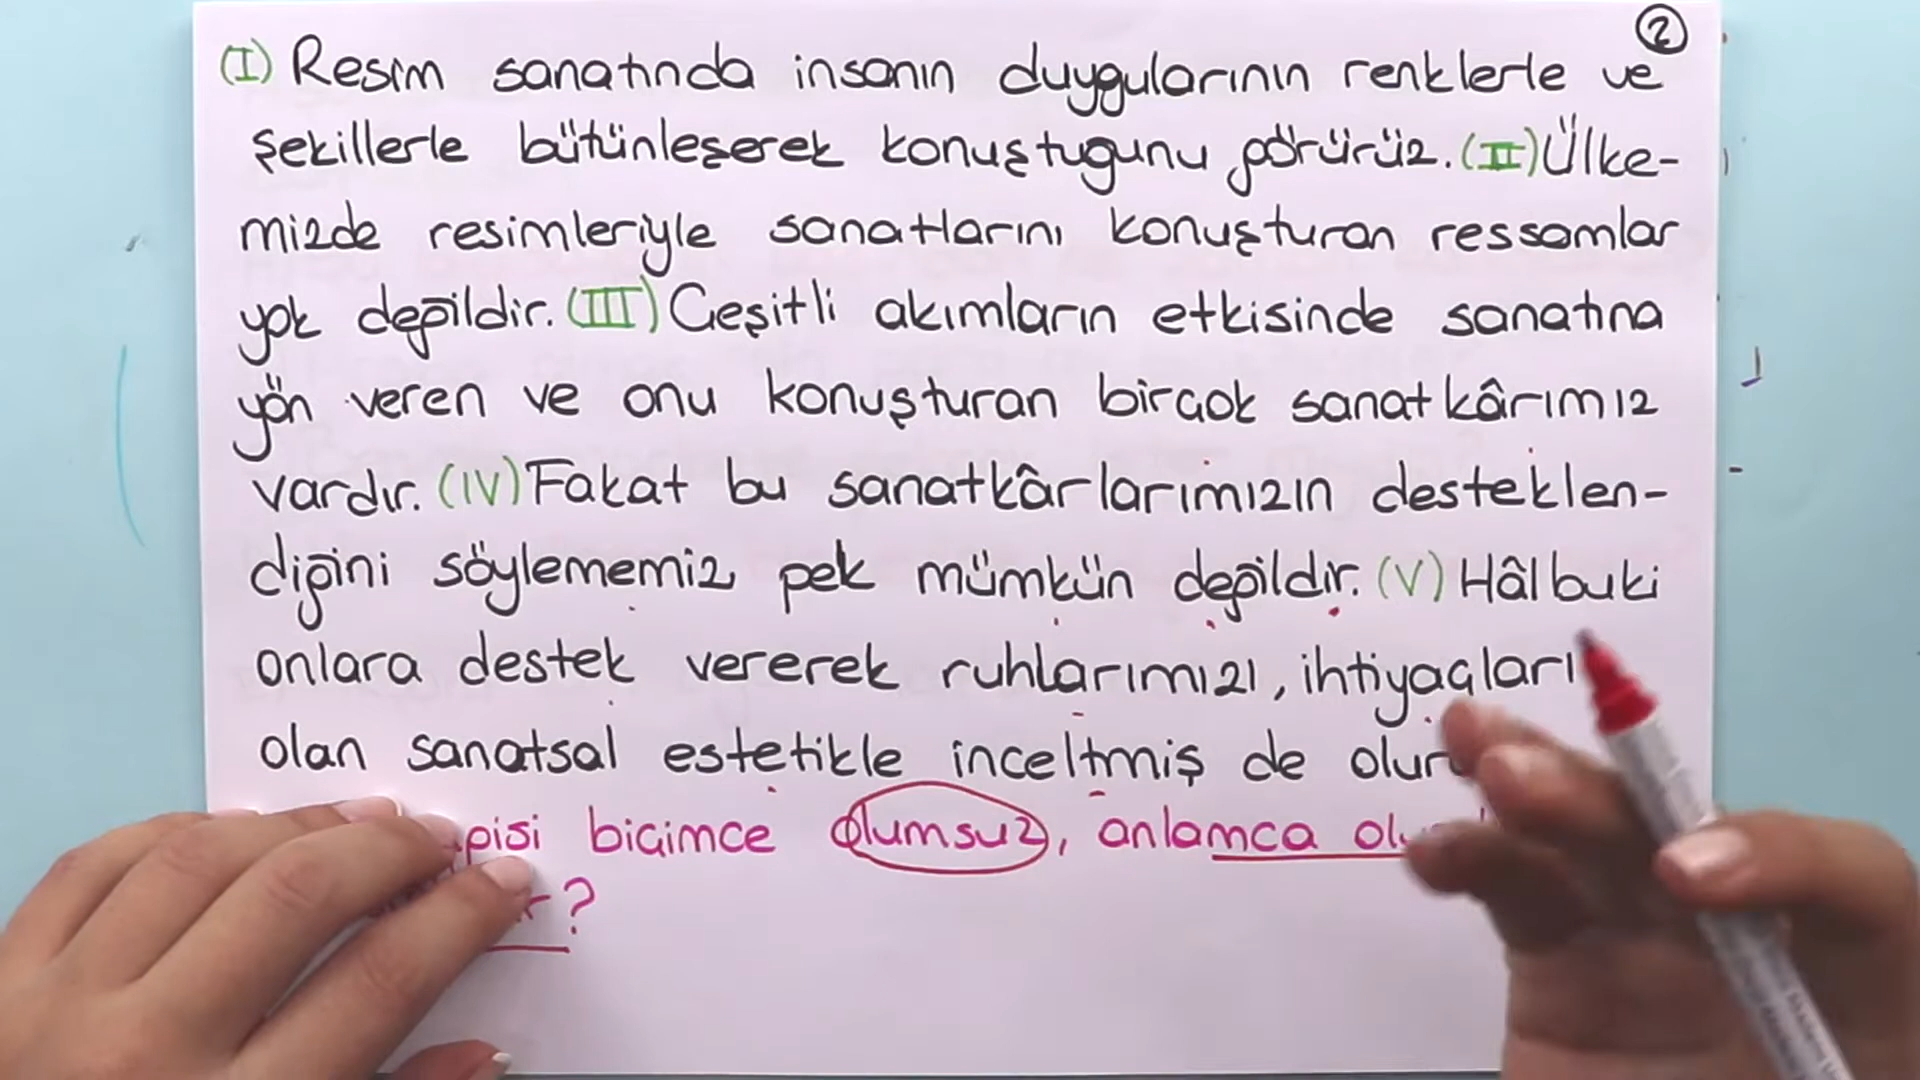 2
(I) Resim sanatında insanın duygularının renklerle ve
şekillerle bütünleşerek konuştuğunu görürüz. (II) Ülke-
mizde resimleriyle sanatlarını konuşturan ressamlar
yok değildir. (III) Çeşitli akımların etkisinde sanatına
yön veren ve onu konuşturan birçok sanatkârımız
vardır. (IV) Fakat bu sanatkârlarımızın desteklen-
diğini söylememiz pek mümkün değildir. (V) Hâlbuki
onlara destek vererek ruhlarımızı, ihtiyaçları
olan sanatsal estetikle inceltmiş de
biçimce olumsuz, anlamca
?